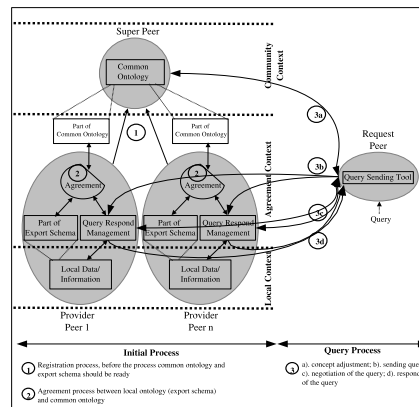 Super Peer
Common
Ontology
Community
Context
3a
Part of
Common Ontology
1
Part of
Common Ontology
Request
Peer
3b
Query Sending Tool
Query
2
Agreement
2
Agreement
Agreement Context
3c
Part of
Export Schema
Query Respond
Management
Part of
Export Schema
Query Respond
Management
3d
Local Data/
Information
Local Data/
Information
Local Context
Provider
Peer 1
Provider
Peer n
Initial Process
Query Process
1 Registration process, before the process common ontology and
export schema should be ready
2 Agreement process between local ontology (export schema)
and common ontology
3 a). concept adjustment; b). sending que
c). negotiation of the query; d). respon
of the query